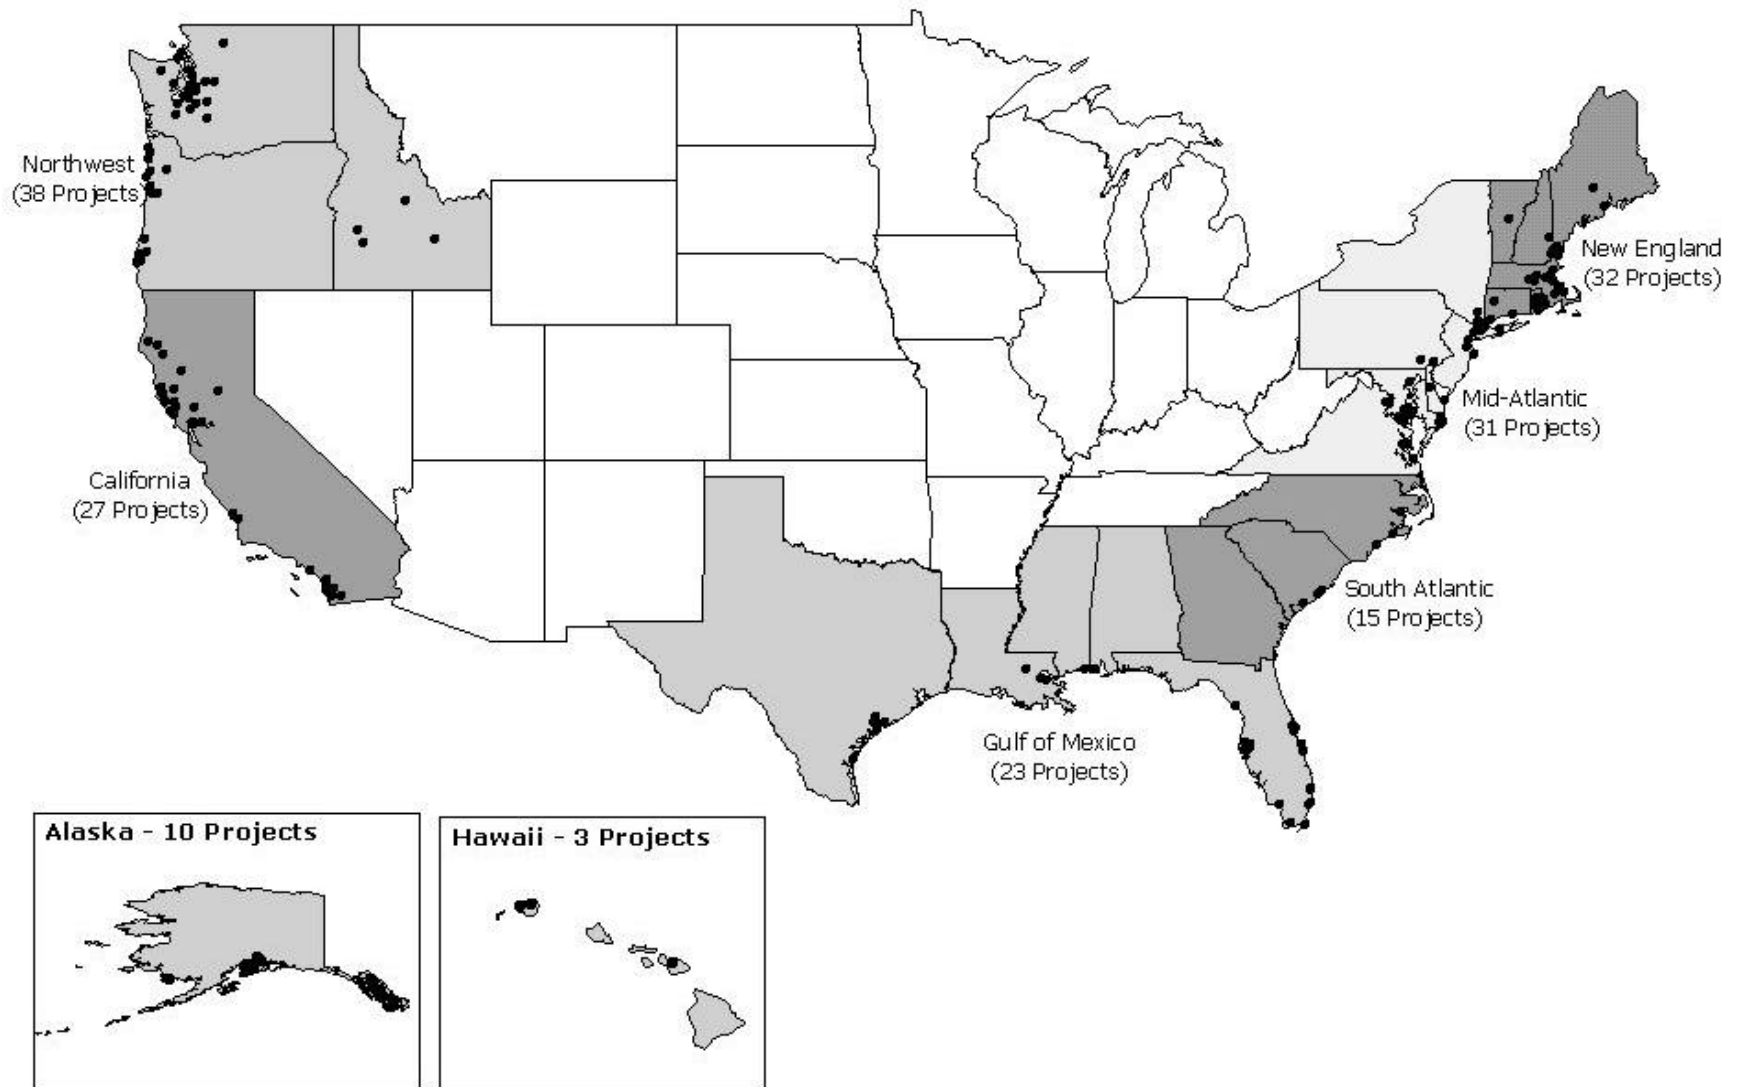 Northwest
(38 Projects)
New England
(32 Projects)
Mid-Atlantic
(31 Projects)
California
(27 Projects)
South Atlantic
(15 Projects)
Gulf of Mexico
(23 Projects)
Alaska - 10 Projects
Hawaii - 3 Projects